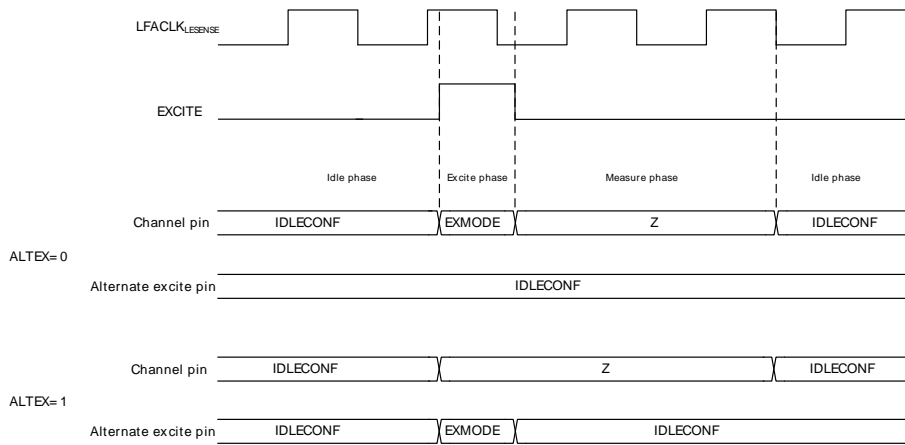 LFACLKLESENSE
EXCITE
Idle phase Excite phase Measure phase Idle phase
Channel pin IDLECONF EXMODE Z IDLECONF
ALTEX= 0
Alternate excite pin IDLECONF
Channel pin IDLECONF Z IDLECONF
ALTEX= 1
Alternate excite pin IDLECONF EXMODE IDLECONF